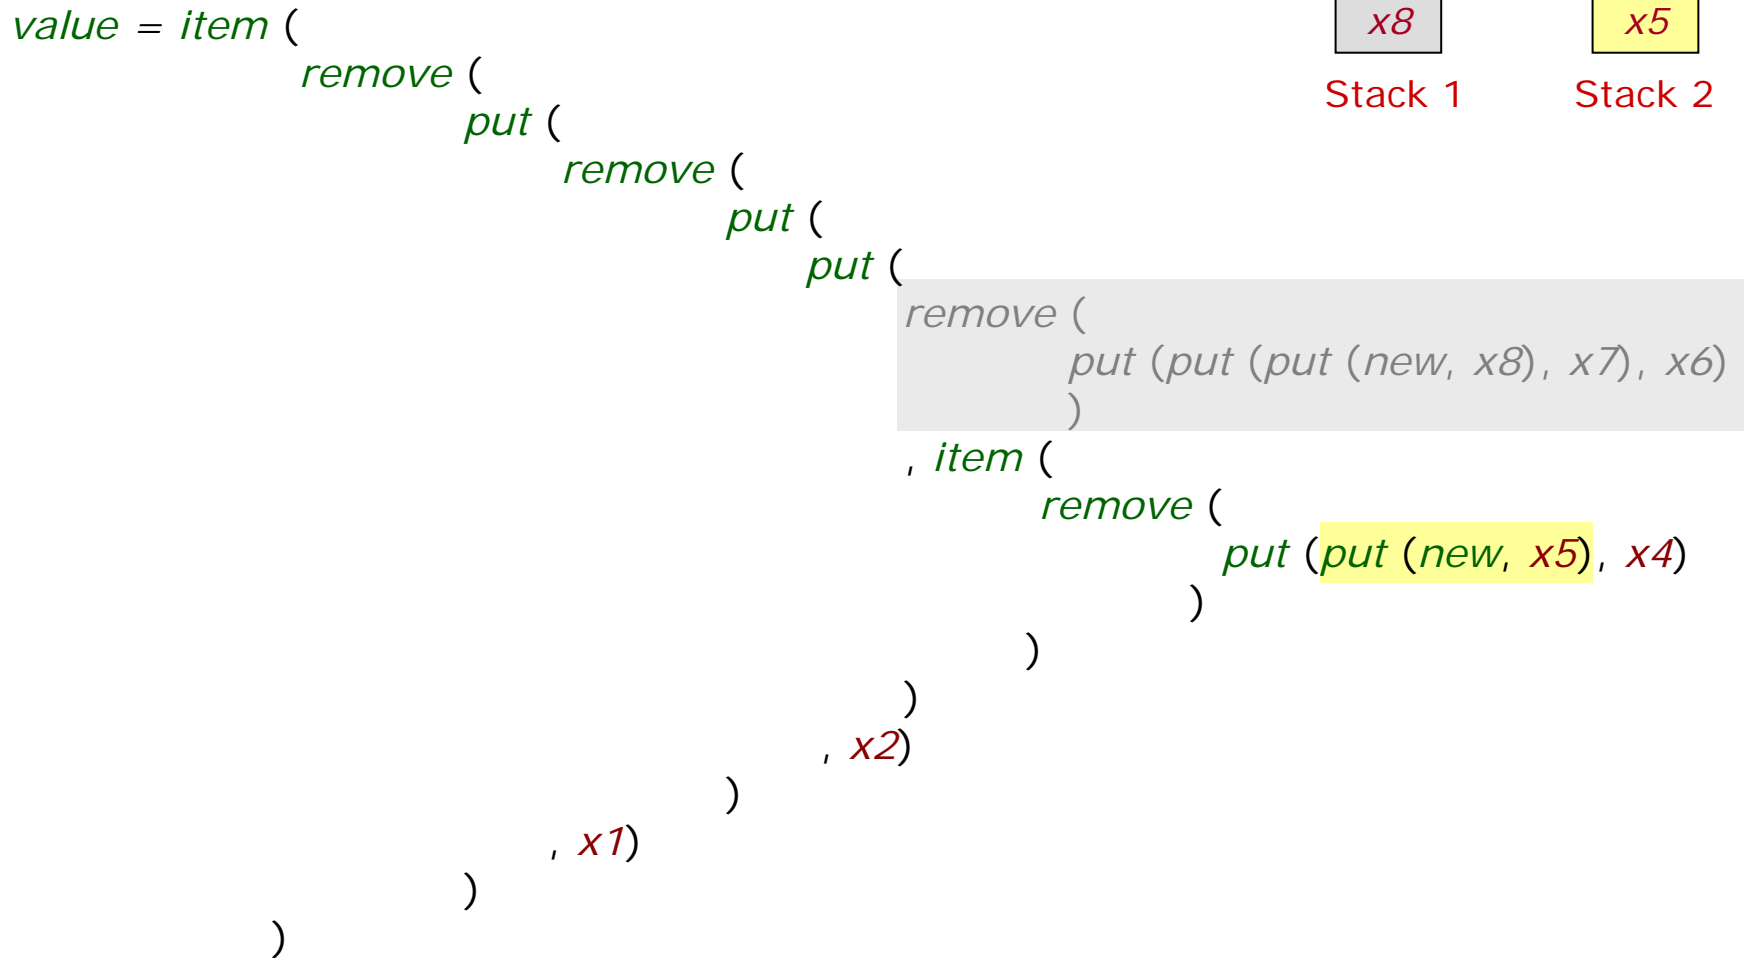 value = item (
x8
x5
remove (
Stack 1
Stack 2
put (
remove (
put (
put (
remove (
put (put (put (new, x8), x7), x6)
)
, item (
remove (
put (put (new, x5), x4)
)
)
)
, x2)
)
, x1)
)
)